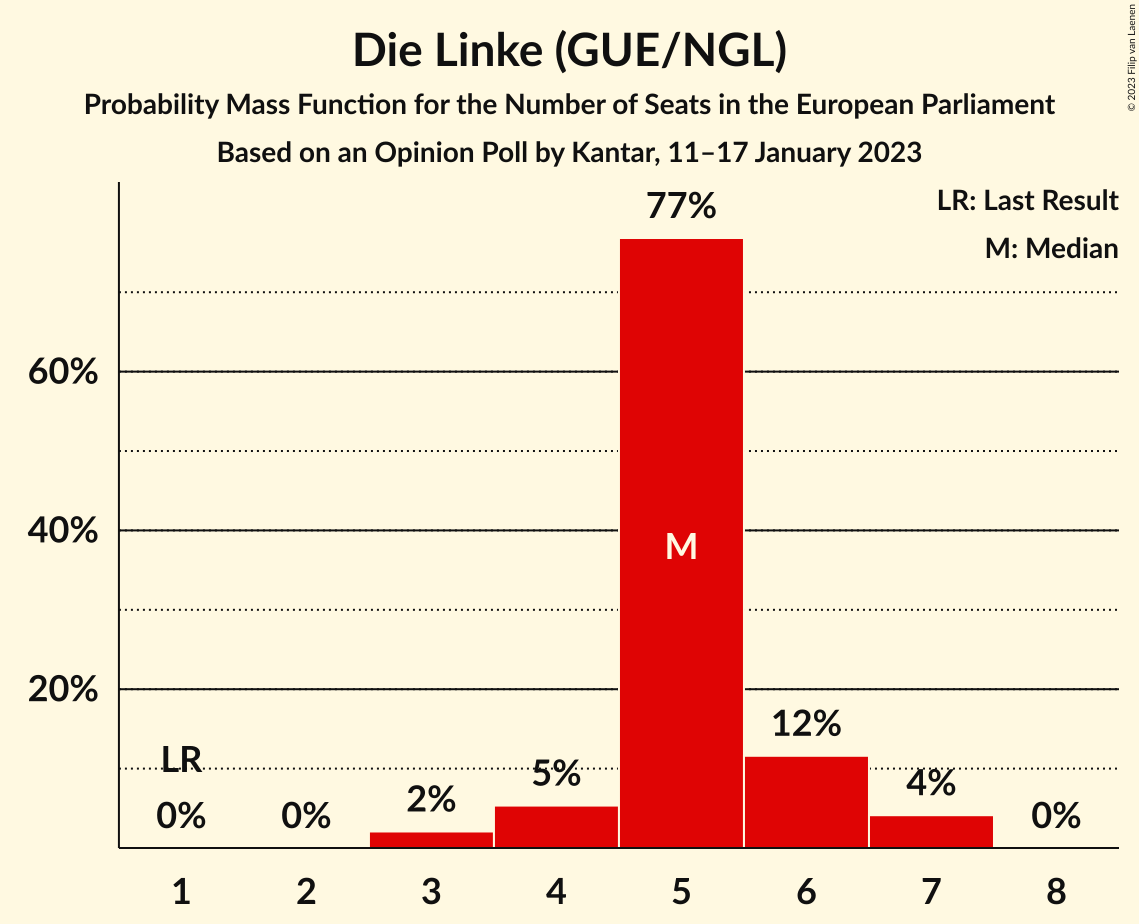 Die Linke (GUE/NGL)
Probability Mass Function for the Number of Seats in the European Parliament
Based on an Opinion Poll by Kantar, 11–17 January 2023
© 2023 Filip van Laenen
LR: Last Result
M: Median
77%
60%
40%
M
20%
12%
LR
5%
4%
2%
0%
0%
0%
1 2 3 4 5 6 7 8